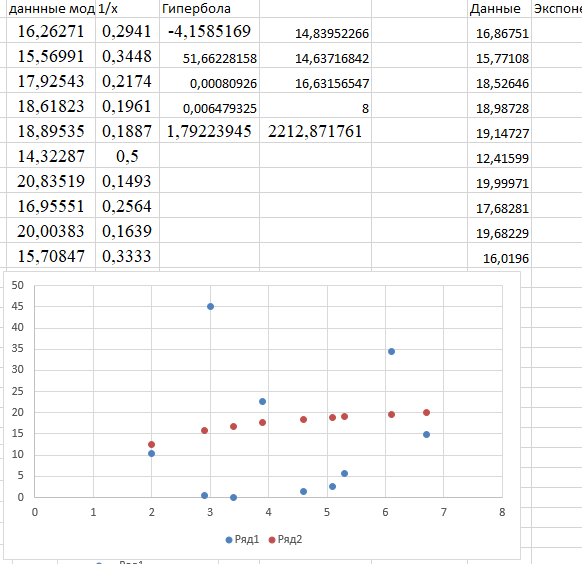 даннные мод 1/x Гипербола Данные Экспоне
16,26271 0,2941 -4,1585169 14,83952266 16,86751
15,56991 0,3448 51,66228158 14,63716842 15,77108
17,92543 0,2174 0,00080926 16,63156547 18,52646
18,61823 0,1961 0,006479325 8 18,98728
18,89535 0,1887 1,79223945 2212,871761 19,14727
14,32287 0,5 12,41599
20,83519 0,1493 19,99971
16,95551 0,2564 17,68281
20,00383 0,1639 19,68229
15,70847 0,3333 16,0196
50
45
40
35
30
25
20
15
10
5
0
0 1 2 3 4 5 6 7 8
Ряд1 Ряд2